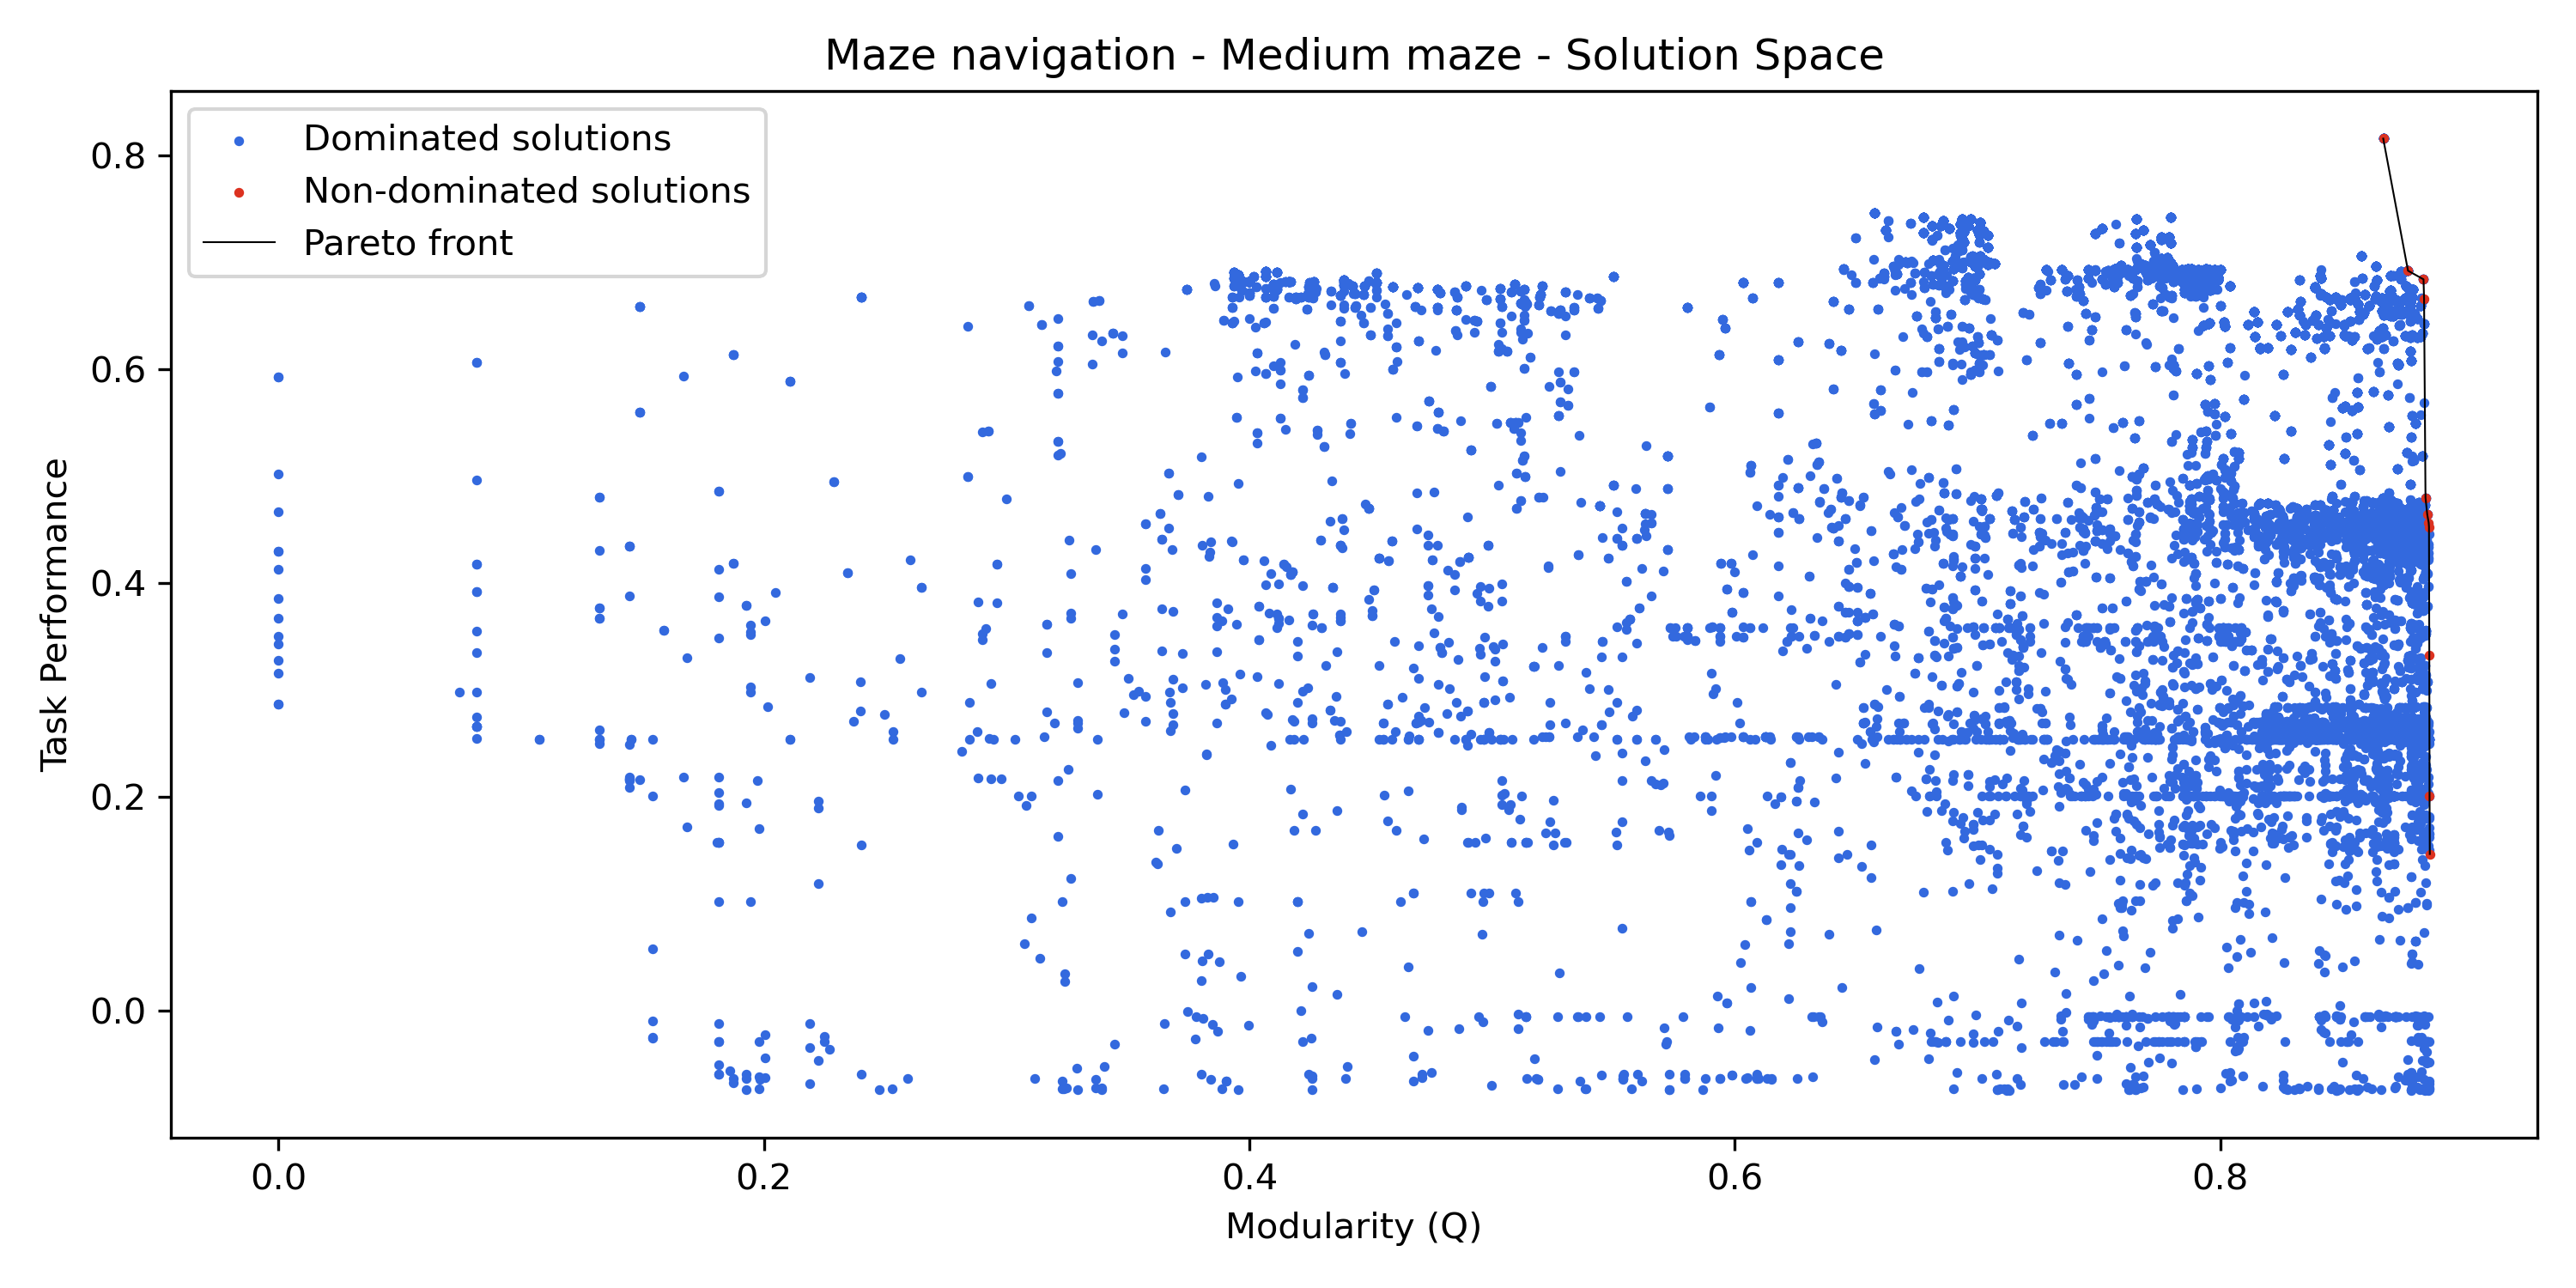 Maze navigation - Medium maze - Solution Space
Dominated solutions
Non-dominated solutions
Pareto front
Task Performance
0.8
0.6
0.4
0.2
0.0
0.0
0.2
0.4
0.6
0.8
Modularity (Q)